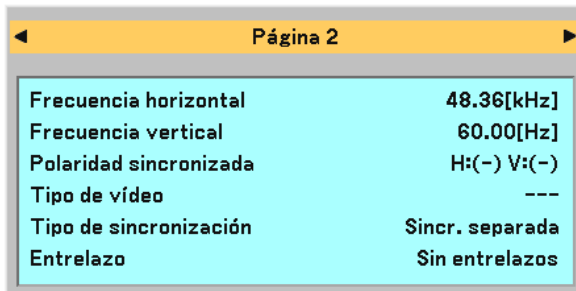 ◀ Página 2 ▶
Frecuencia horizontal 48.36[kHz]
Frecuencia vertical 60.00[Hz]
Polaridad sincronizada H:(-) V:(-)
Tipo de vídeo ---
Tipo de sincronización Sincr. separada
Entrelazo Sin entrelazos